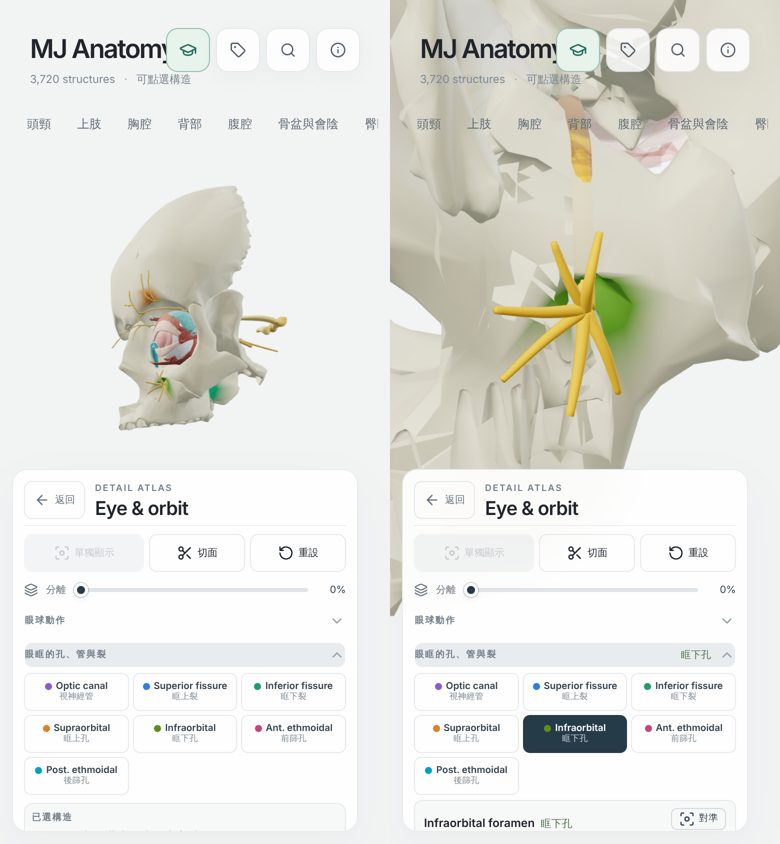 MJ Anatomy
3,720 structures · 可點選構造
頭頸 上肢 胸腔 背部 腹腔 骨盆與會陰 臀
返回
DETAIL ATLAS
Eye & orbit
單獨顯示 切面 重設
分離 0%
眼球動作
眼眶的孔、管與裂
Optic canal
視神經管
Superior fissure
眶上裂
Inferior fissure
眶下裂
Supraorbital
眶上孔
Infraorbital
眶下孔
Ant. ethmoidal
前篩孔
Post. ethmoidal
後篩孔
已選構造
MJ Anatomy
3,720 structures · 可點選構造
頭頸 上肢 胸腔 背部 腹腔 骨盆與會陰
返回
DETAIL ATLAS
Eye & orbit
單獨顯示 切面 重設
分離 0%
眼球動作
眼眶的孔、管與裂 眶下孔
Optic canal
視神經管
Superior fissure
眶上裂
Inferior fissure
眶下裂
Supraorbital
眶上孔
Infraorbital
眶下孔
Ant. ethmoidal
前篩孔
Post. ethmoidal
後篩孔
Infraorbital foramen 眶下孔 對準